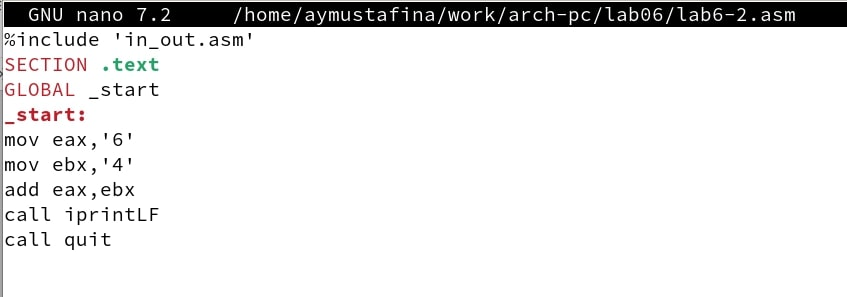 GNU nano 7.2 /home/aymustafina/work/arch-pc/lab06/lab6-2.asm
%include 'in_out.asm'
SECTION .text
GLOBAL _start
_start:
mov eax,'6'
mov ebx,'4'
add eax,ebx
call iprintLF
call quit